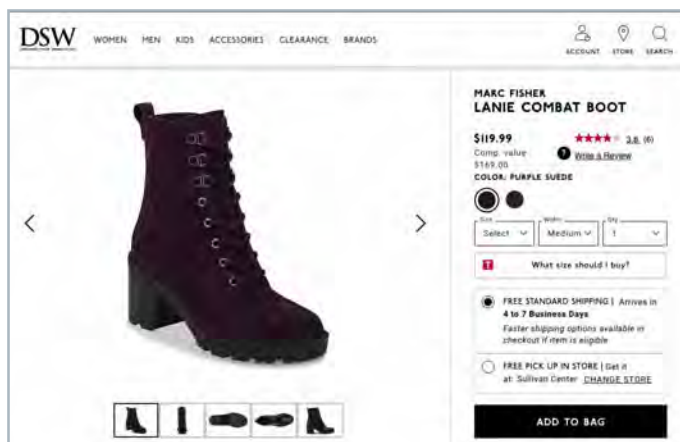 DSW
WOMEN MEN KIDS ACCESSORIES CLEARANCE BRANDS
ACCOUNT STORE SEARCH
MARC FISHER
LANIE COMBAT BOOT
$119.99 3.8 (6)
Comp. value ? Write a Review
$169.00
COLOR: PURPLE SUEDE
Size Width Qty
Select Medium 1
T What size should I buy?
FREE STANDARD SHIPPING | Arrives in
4 to 7 Business Days
Faster shipping options available in
checkout if item is eligible
FREE PICK UP IN STORE | Get it
at: Sullivan Center CHANGE STORE
ADD TO BAG